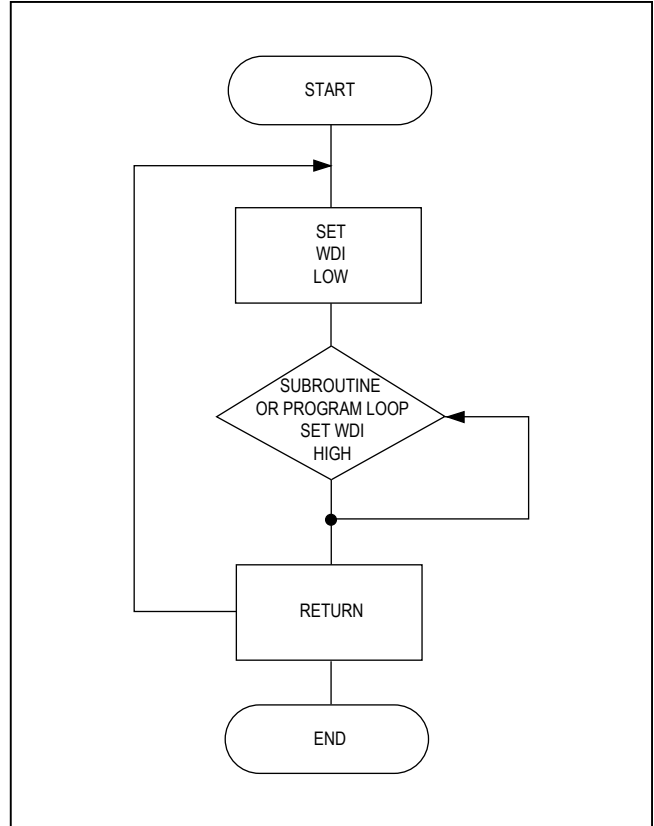 START
SET
WDI
LOW
SUBROUTINE
OR PROGRAM LOOP
SET WDI
HIGH
RETURN
END